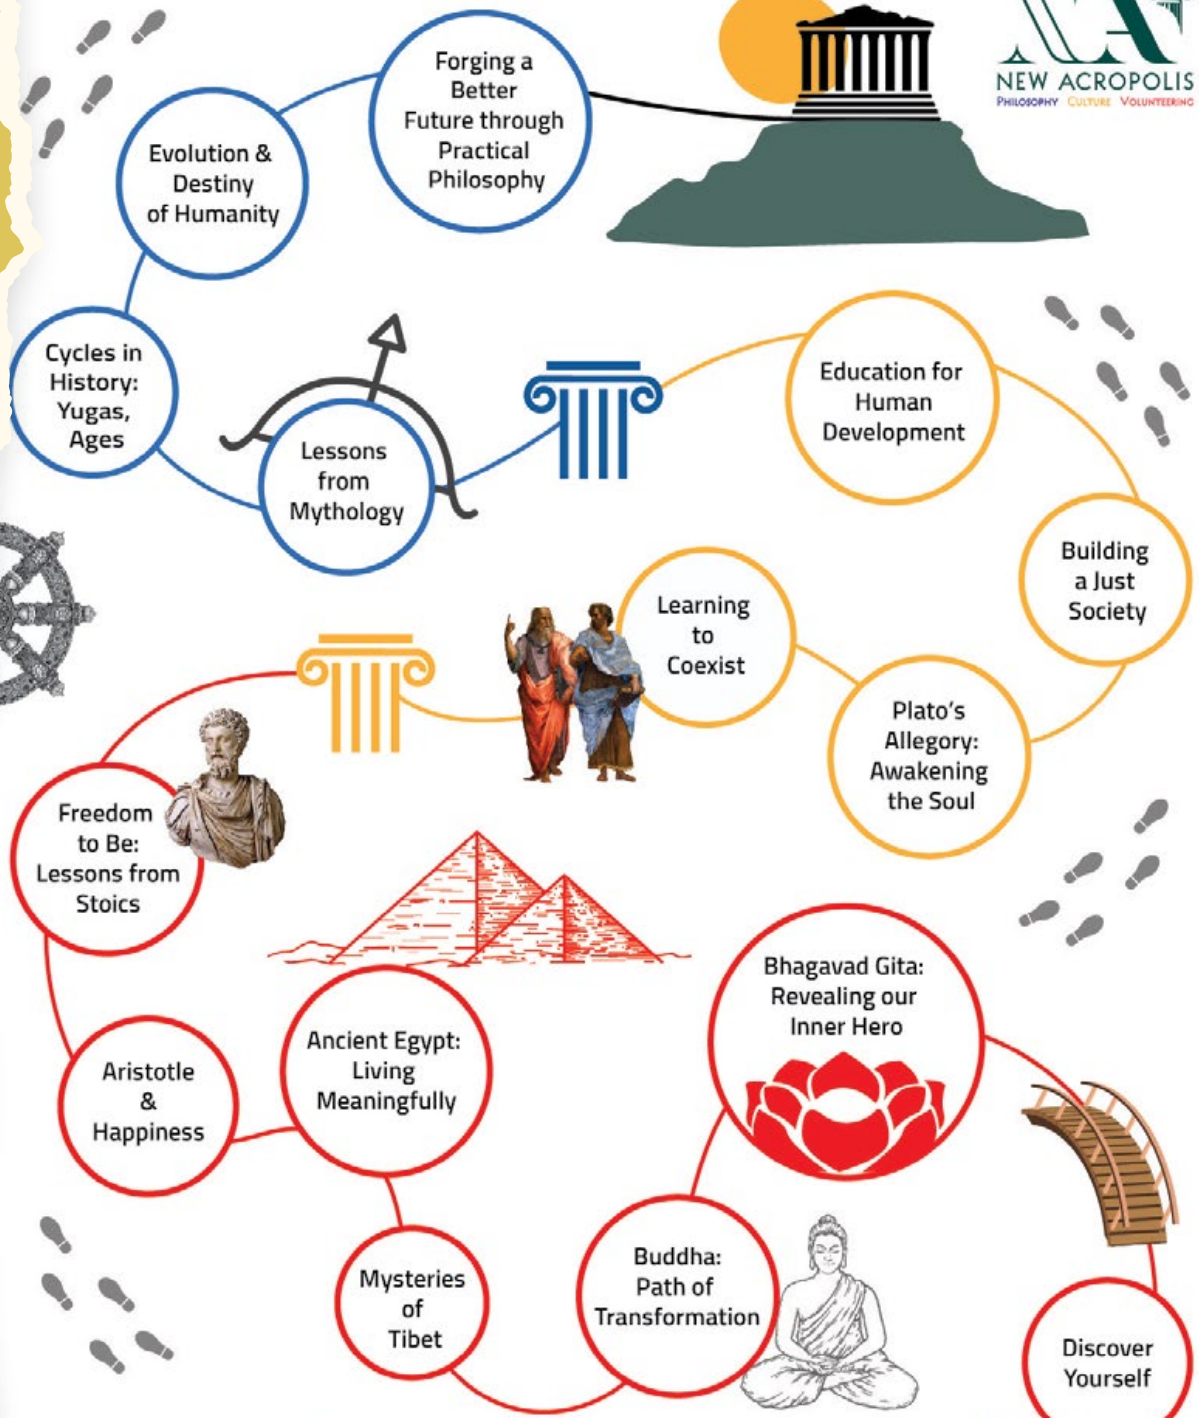 Forging a
Better
Future through
Practical
Philosophy
NEW ACROPOLIS
PHILOSOPHY CULTURE VOLUNTEERING
Evolution &
Destiny
of Humanity
Cycles in
History:
Yugas,
Ages
Lessons
from
Mythology
Education for
Human
Development
Building
a Just
Society
Learning
to
Coexist
Plato's
Allegory:
Awakening
the Soul
Freedom
to Be:
Lessons from
Stoics
Aristotle
&
Happiness
Ancient Egypt:
Living
Meaningfully
Bhagavad Gita:
Revealing our
Inner Hero
Mysteries
of
Tibet
Buddha:
Path of
Transformation
Discover
Yourself